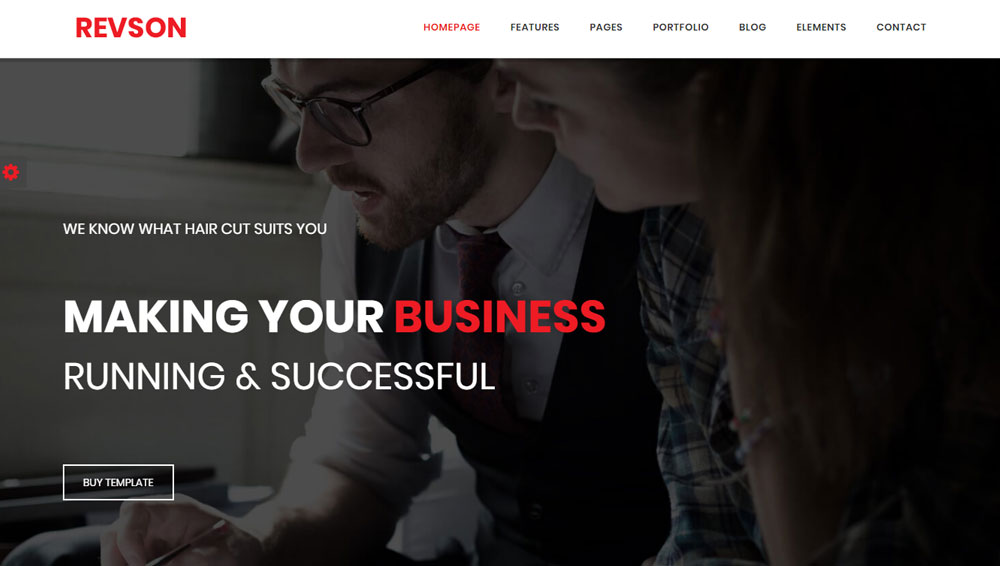 REVSON
HOMEPAGE FEATURES PAGES PORTFOLIO BLOG ELEMENTS CONTACT
WE KNOW WHAT HAIR CUT SUITS YOU
MAKING YOUR BUSINESS
RUNNING & SUCCESSFUL
BUY TEMPLATE